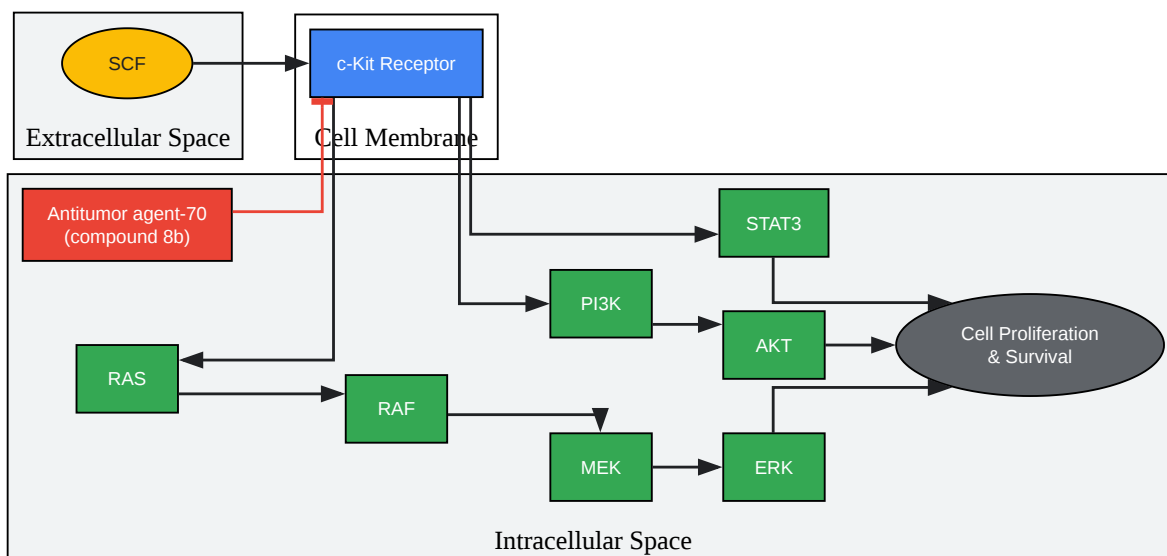 SCF
c-Kit Receptor
Extracellular Space
Cell Membrane
Antitumor agent-70
(compound 8b)
STAT3
PI3K
AKT
Cell Proliferation
& Survival
RAS
RAF
MEK
ERK
Intracellular Space